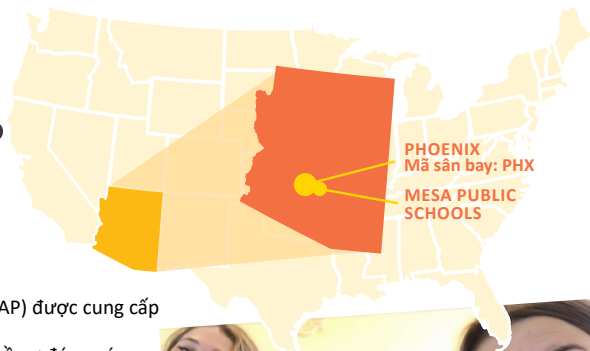 PHOENIX
Mã sân bay: PHX
MESA PUBLIC
SCHOOLS
AP) được cung cấp